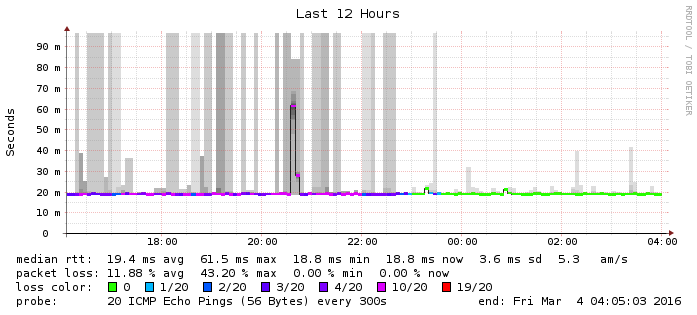 Last 12 Hours
RRDTOOL / TOBI OETIKER
Seconds
90 m
80 m
70 m
60 m
50 m
40 m
30 m
20 m
10 m
0
18:00 20:00 22:00 00:00 02:00 04:00
median rtt: 19.4 ms avg 61.5 ms max 18.8 ms min 18.8 ms now 3.6 ms sd 5.3 am/s
packet loss: 11.88 % avg 43.20 % max 0.00 % min 0.00 % now
loss color: 0 1/20 2/20 3/20 4/20 10/20 19/20
probe: 20 ICMP Echo Pings (56 Bytes) every 300s end: Fri Mar 4 04:05:03 2016